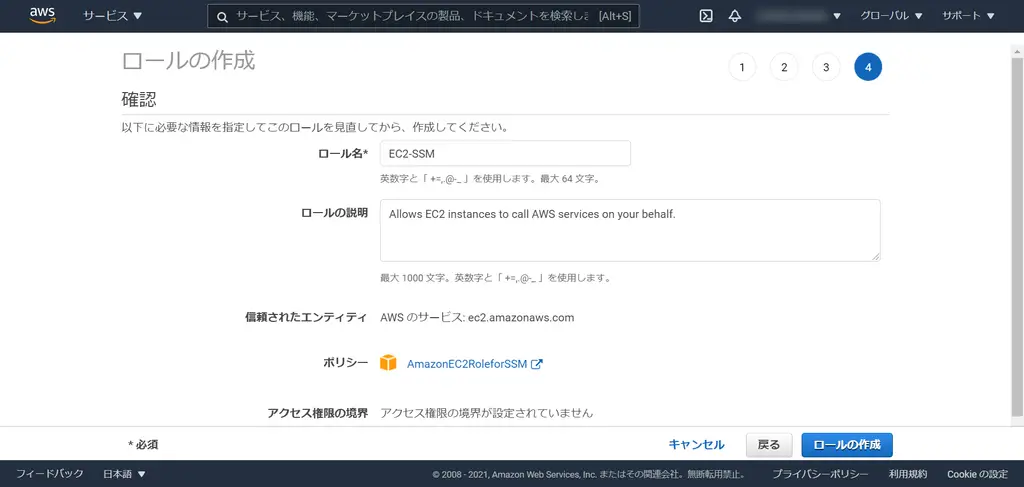 aws サービス サービス、機能、マーケットプレイスの製品、ドキュメントを検索しま [Alt+S] グローバル サポート
ロールの作成 1 2 3 4
確認
以下に必要な情報を指定してこのロールを見直してから、作成してください。
ロール名* EC2-SSM
英数字と「 +=,.@-_ 」を使用します。最大 64 文字。
ロールの説明 Allows EC2 instances to call AWS services on your behalf.
最大 1000 文字。英数字と「 +=,.@-_ 」を使用します。
信頼されたエンティティ AWS のサービス: ec2.amazonaws.com
ポリシー AmazonEC2RoleforSSM
アクセス権限の境界 アクセス権限の境界が設定されていません
* 必須 キャンセル 戻る ロールの作成
フィードバック 日本語 © 2008 - 2021, Amazon Web Services, Inc. またはその関連会社。無断転用禁止。 プライバシーポリシー 利用規約 Cookie の設定